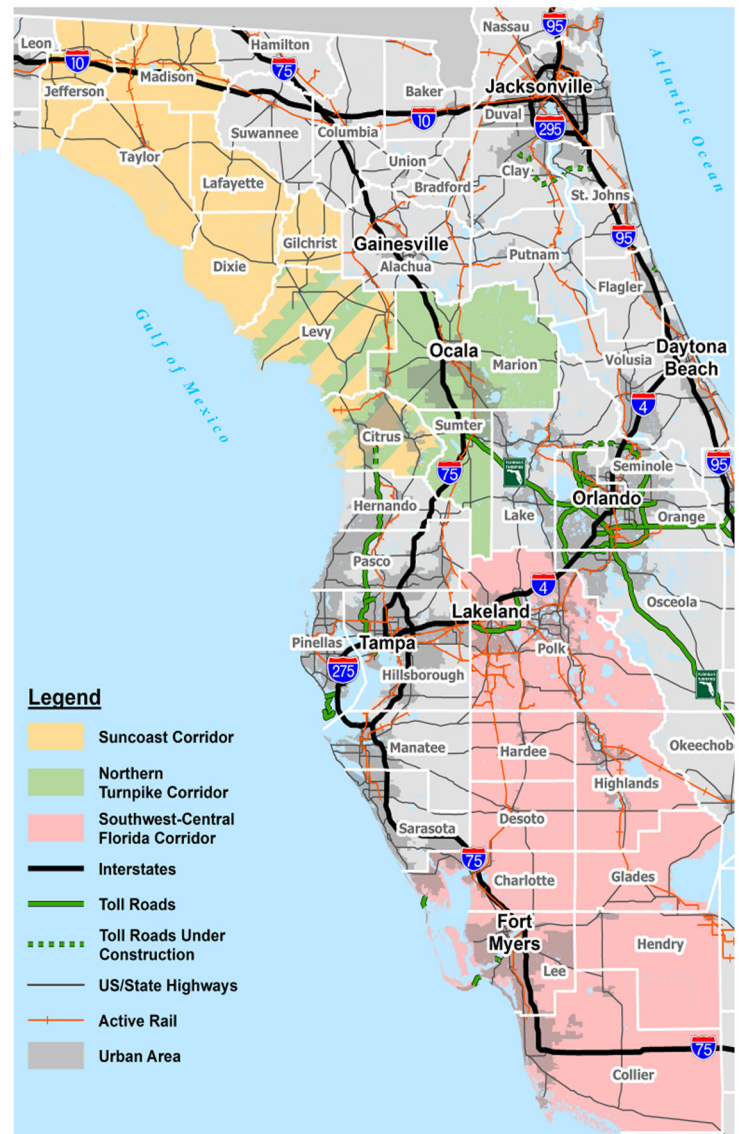 Nassau
95
Leon
Hamilton
10
75
Madison
Jefferson
Baker
Jacksonville
Duval
10
295
Suwannee
Columbia
Atlantic Ocean
Taylor
Union
Clay
Lafayette
Bradford
St. Johns
Gilchrist
Gainesville
95
Dixie
Alachua
Putnam
Flagler
Gulf of Mexico
Levy
Ocala
Marion
Volusia
Daytona
Beach
4
Citrus
Sumter
75
Seminole
95
Hernando
Lake
Orlando
Orange
Pasco
4
Osceola
Lakeland
Pinellas
Tampa
Polk
275
Hillsborough
Legend
Suncoast Corridor
Northern
Turnpike Corridor
Southwest-Central
Florida Corridor
Interstates
Toll Roads
Toll Roads Under
Construction
US/State Highways
Active Rail
Urban Area
Manatee
Hardee
Okeechob
Highlands
Sarasota
Desoto
75
Charlotte
Glades
Fort
Myers
Hendry
Lee
75
Collier